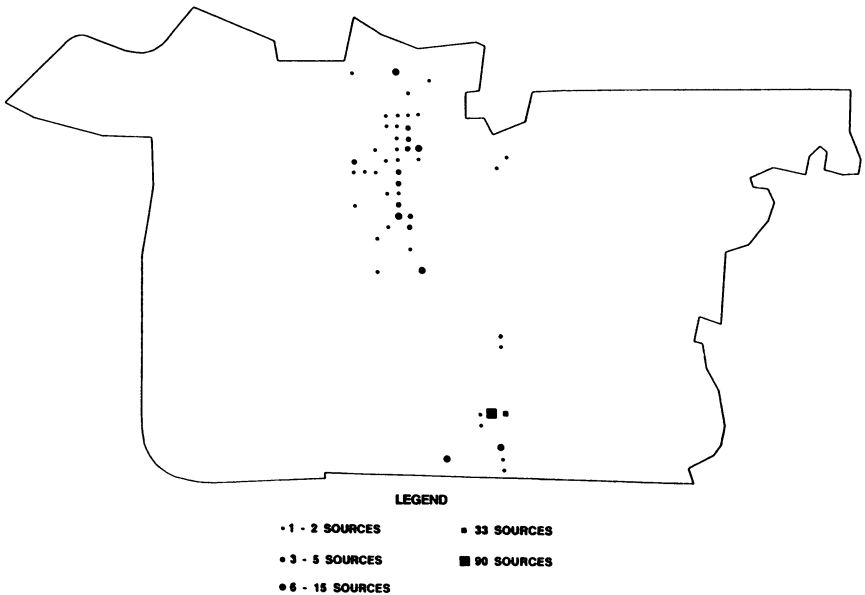 LEGEND
1 - 2 SOURCES
3 - 5 SOURCES
6 - 15 SOURCES
33 SOURCES
90 SOURCES